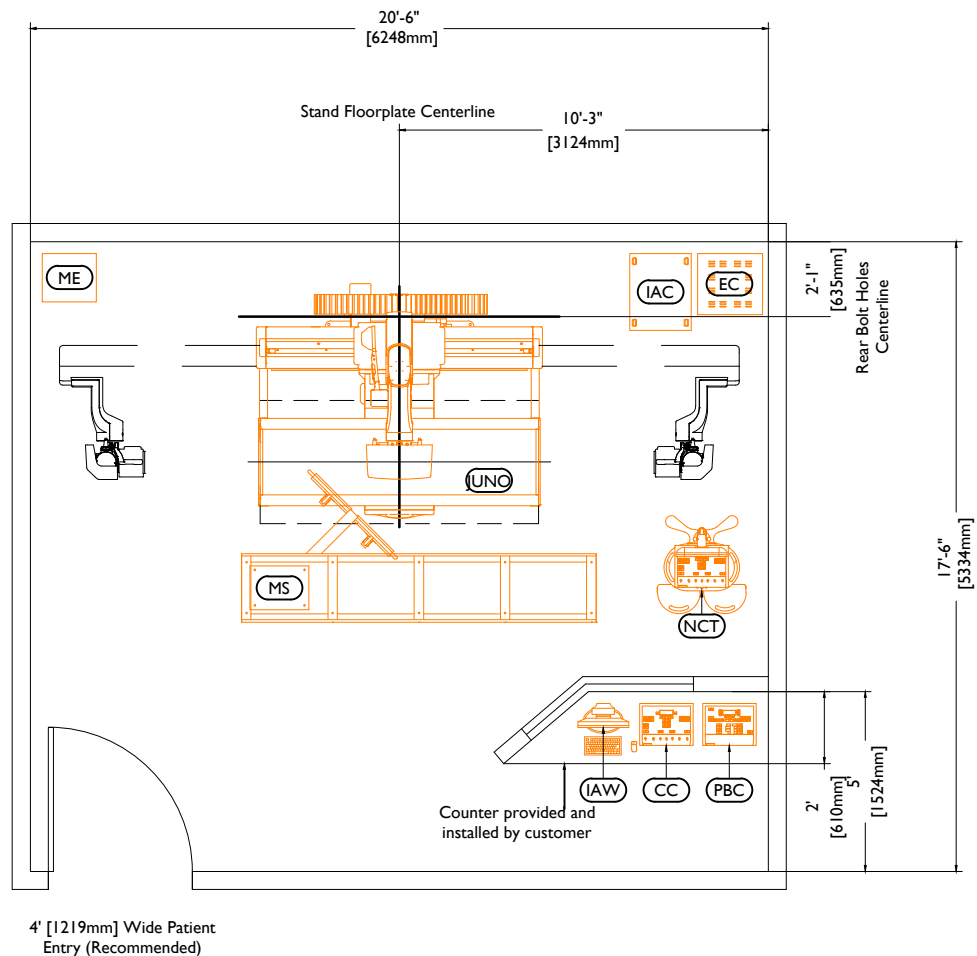 20'-6"
[6248mm]
Stand Floorplate Centerline
10'-3"
[3124mm]
ME
IAC
EC
2'-1"
[635mm]
Rear Bolt Holes
Centerline
JUNO
17'-6"
[5334mm]
MS
NCT
IAW
CC
PBC
2'
[610mm]
5'
[1524mm]
Counter provided and
installed by customer
4' [1219mm] Wide Patient
Entry (Recommended)